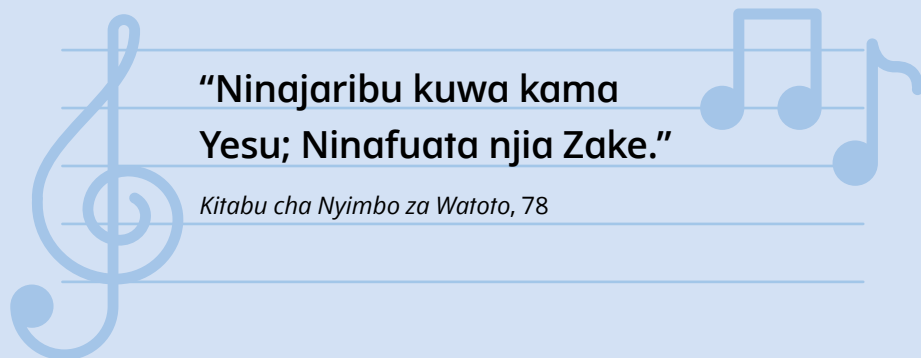 “Ninajaribu kuwa kama
Yesu; Ninafuata njia Zake.”
Kitabu cha Nyimbo za Watoto, 78